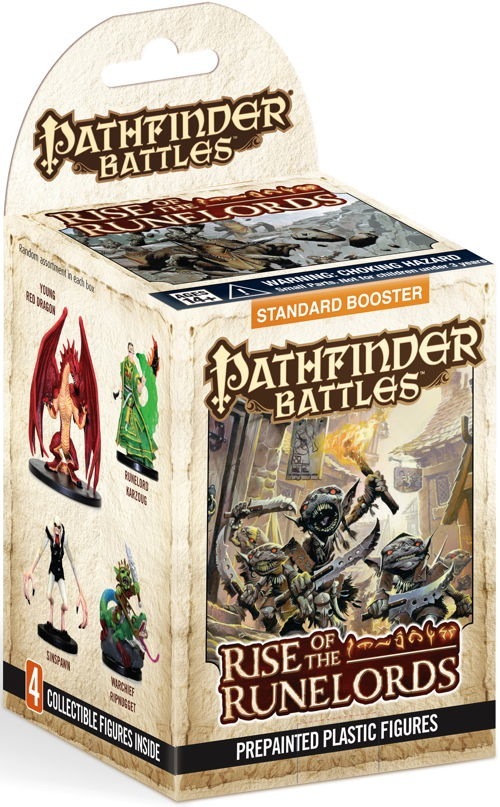 PATHFINDER
BATTLES™
RISE OF
THE
RUNELORDS
Random assortment in each box
YOUNG
RED DRAGON
RUNELORD
KARZOUG
SINSPAWN
WARCHIEF
RIPNUGGET
4 COLLECTIBLE FIGURES INSIDE
AGES
14+
WARNING: CHOKING HAZARD
Small Parts. Not for children under 3 years
STANDARD BOOSTER
PATHFINDER
BATTLES™
RISE OF
THE
RUNELORDS
PREPAINTED PLASTIC FIGURES